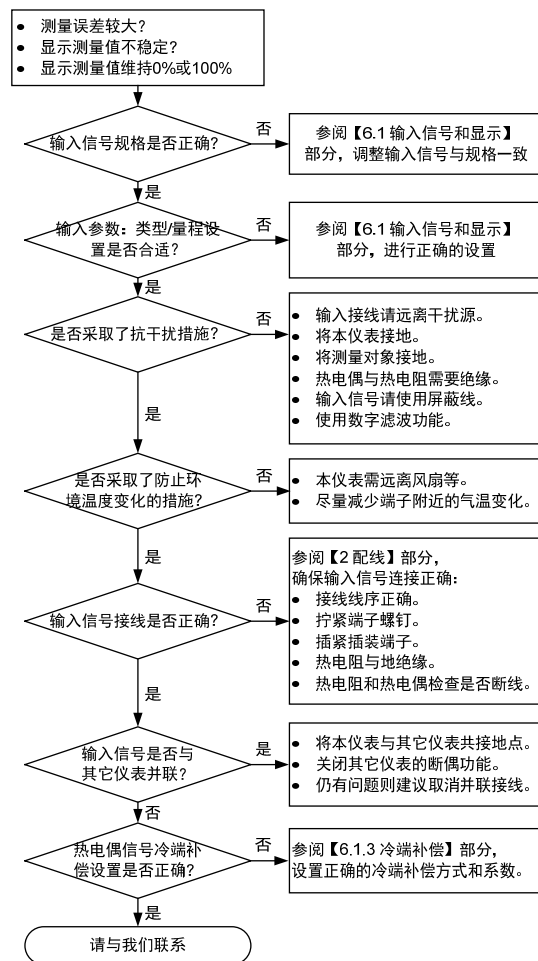 ● 测量误差较大？
● 显示测量值不稳定？
● 显示测量值维持0%或100%
输入信号规格是否正确？
否
参阅【6.1 输入信号和显示】
部分，调整输入信号与规格一致
是
输入参数：类型/量程设
置是否合适？
否
参阅【6.1 输入信号和显示】
部分，进行正确的设置
是
是否采取了抗干扰措施？
否
● 输入接线请远离干扰源。
● 将本仪表接地。
● 将测量对象接地。
● 热电偶与热电阻需要绝缘。
● 输入信号请使用屏蔽线。
● 使用数字滤波功能。
是
是否采取了防止环
境温度变化的措施？
否
● 本仪表需远离风扇等。
● 尽量减少端子附近的气温变化。
是
输入信号接线是否正确？
否
参阅【2 配线】部分，
确保输入信号连接正确：
● 接线线序正确。
● 拧紧端子螺钉。
● 插紧插装端子。
● 热电阻与地绝缘。
● 热电阻和热电偶检查是否断线。
是
输入信号是否与
其它仪表并联？
是
● 将本仪表与其它仪表共接地点。
● 关闭其它仪表的断偶功能。
● 仍有问题则建议取消并联接线。
否
热电偶信号冷端补
偿设置是否正确？
否
参阅【6.1.3 冷端补偿】部分，
设置正确的冷端补偿方式和系数。
是
请与我们联系